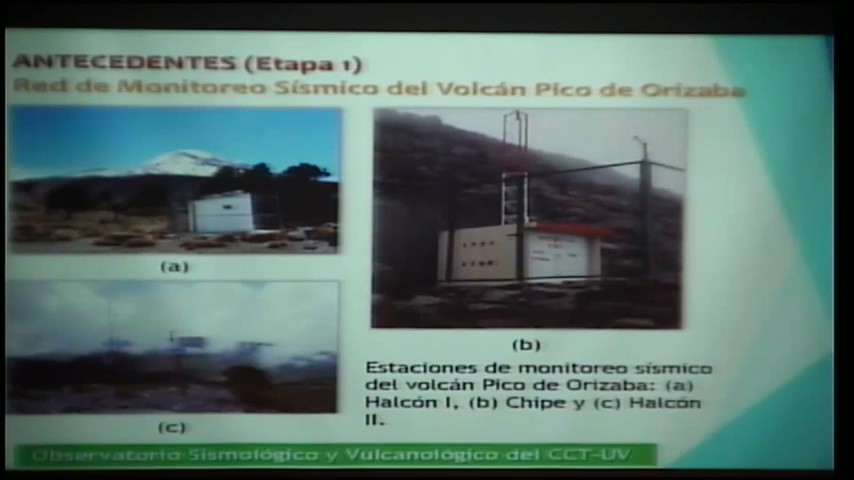 ANTECEDENTES (Etapa 1)
Red de Monitoreo Sísmico del Volcán Pico de Orizaba
(a)
(b)
(c)
Estaciones de monitoreo sísmico
del volcán Pico de Orizaba: (a)
Halcón I, (b) Chipe y (c) Halcón
II.
Observatorio Sismológico y Vulcanológico del CCT-UV